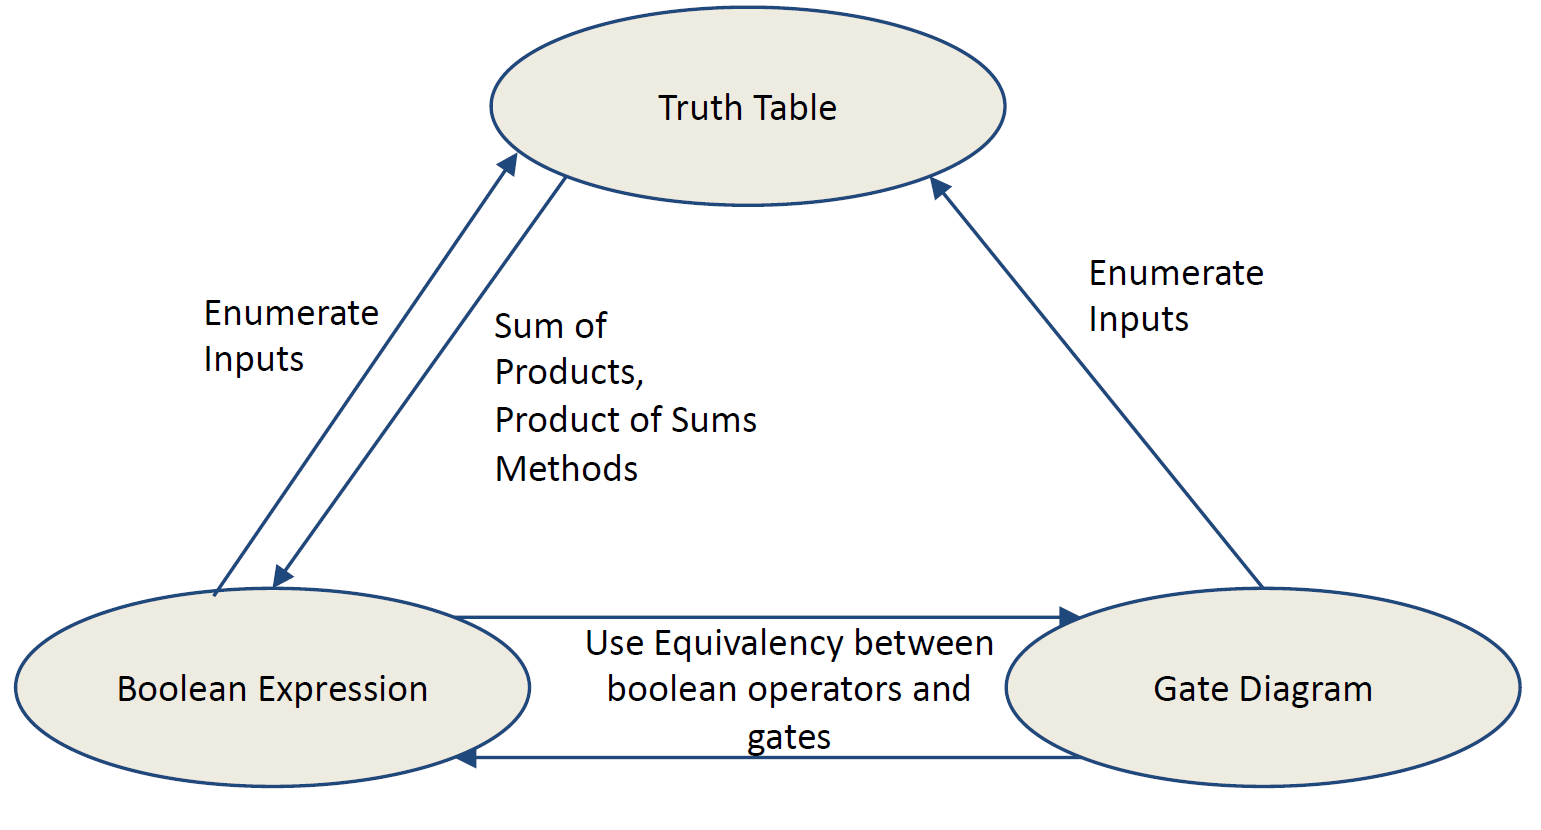 Truth Table
Enumerate
Inputs
Sum of
Products,
Product of Sums
Methods
Enumerate
Inputs
Boolean Expression
Use Equivalency between
boolean operators and
gates
Gate Diagram